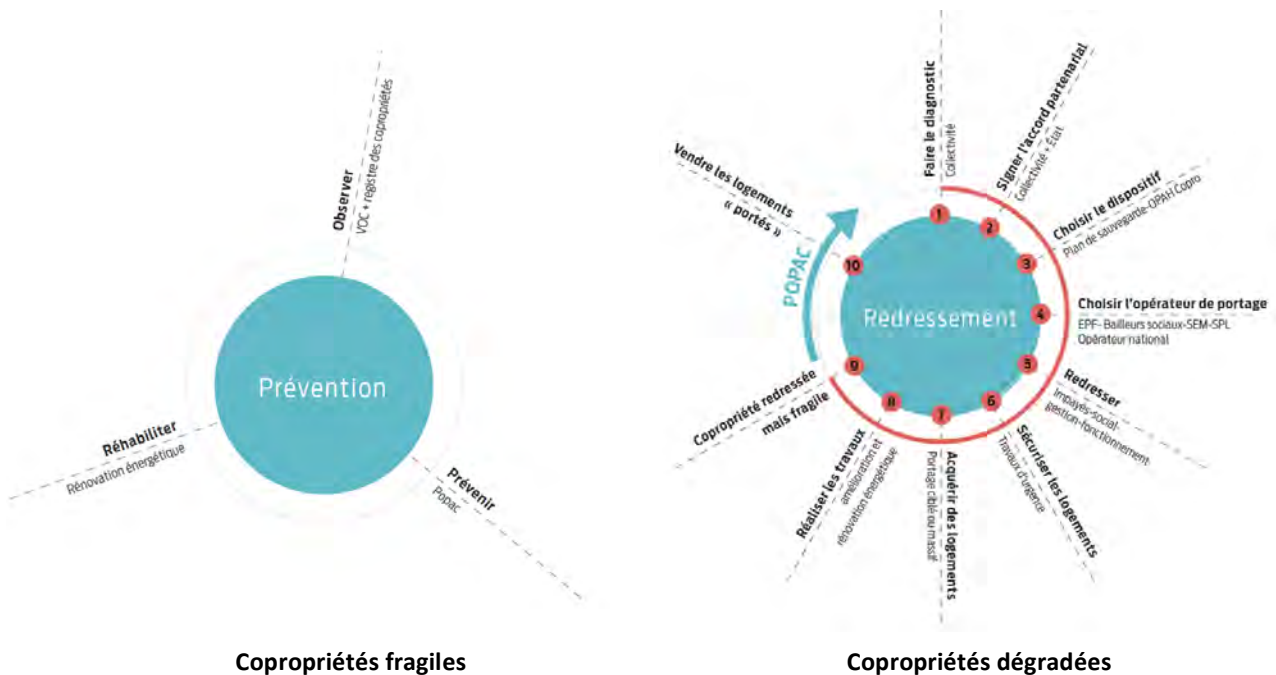 Observer
VOC + registre des copropriétés
Prévention
Réhabiliter
Rénovation énergétique
Prévenir
Popac
Copropriétés fragiles
Faire le diagnostic
Collectivité
Signer l'accord partenarial
Collectivité + État
Choisir le dispositif
Plan de sauvegarde-OPAH Copro
Choisir l'opérateur de portage
EPF- Bailleurs sociaux-SEM-SPL
Opérateur national
Redresser
Impayés-social-
gestion-fonctionnement
Sécuriser les logements
Travaux d'urgence
Acquérir des logements
Portage ciblé ou massif
Réaliser les travaux
amélioration et
rénovation énergétique
Copropriété redressée
mais fragile
Vendre les logements
« portés »
POPAC
Redressement
1
2
3
4
5
6
7
8
9
10
Copropriétés dégradées